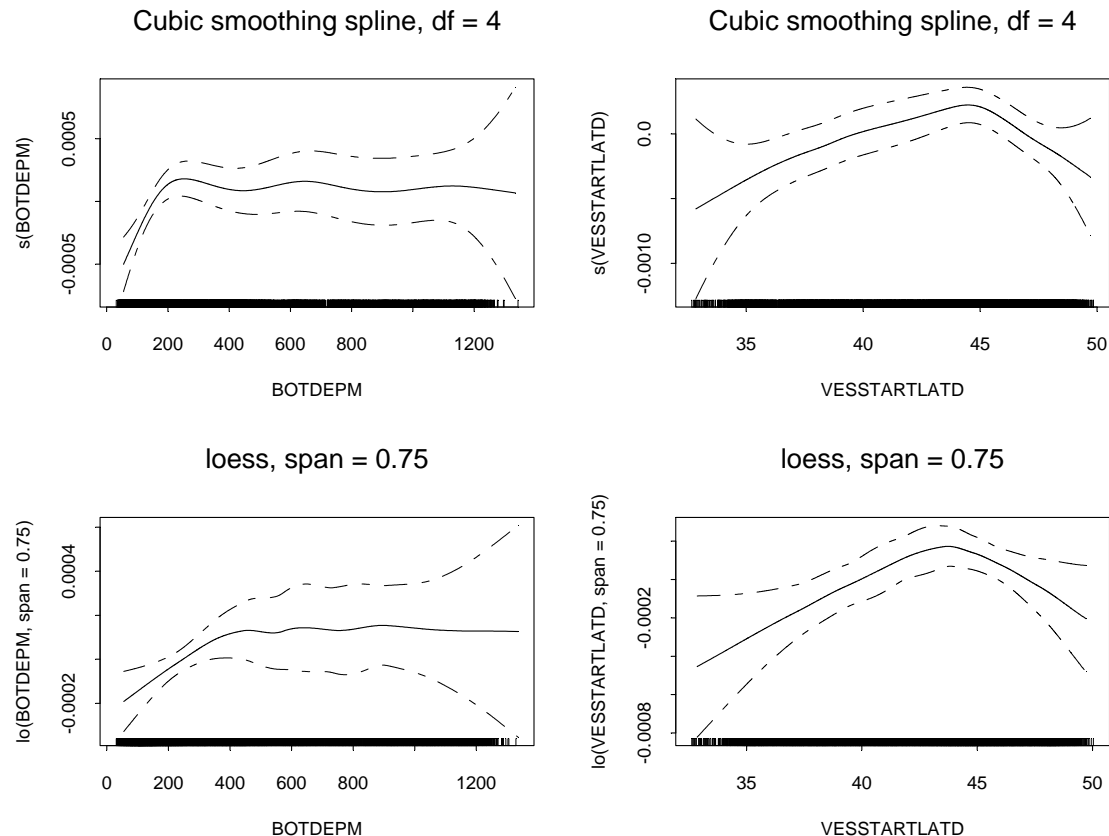 Cubic smoothing spline, df = 4
s(BOTDEPM)
0.0005
-0.0005
0 200 400 600 800 1200
BOTDEPM
Cubic smoothing spline, df = 4
s(VESSTARTLATD)
0.0
-0.0010
35 40 45 50
VESSTARTLATD
loess, span = 0.75
lo(BOTDEPM, span = 0.75)
0.0004
-0.0002
0 200 400 600 800 1200
BOTDEPM
loess, span = 0.75
lo(VESSTARTLATD, span = 0.75)
-0.0002
-0.0008
35 40 45 50
VESSTARTLATD